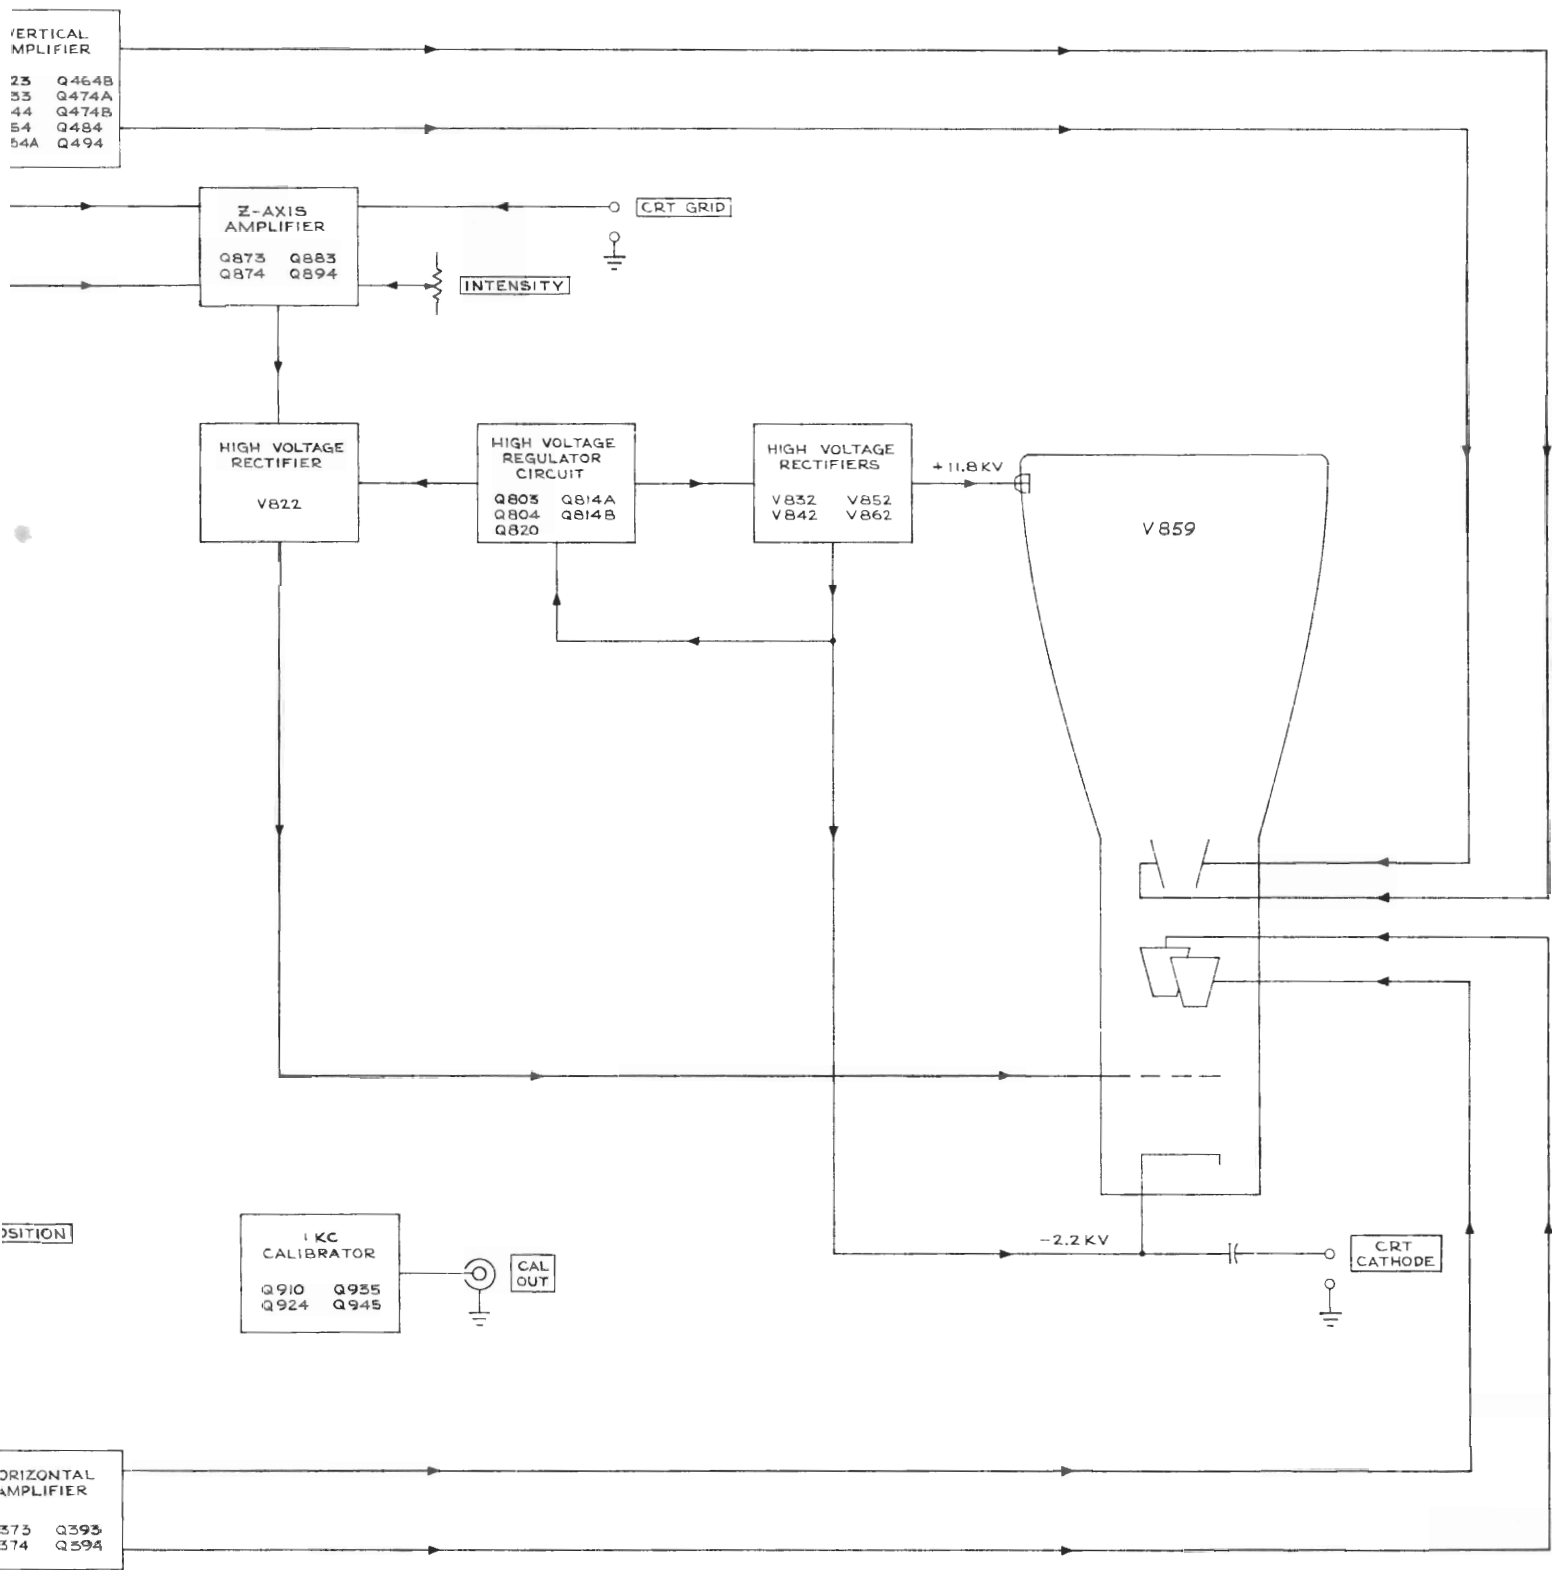 VERTICAL
AMPLIFIER
23 Q464B
33 Q474A
44 Q474B
54 Q484
54A Q494
Z-AXIS
AMPLIFIER
Q873 Q883
Q874 Q894
CRT GRID
INTENSITY
HIGH VOLTAGE
RECTIFIER
V822
HIGH VOLTAGE
REGULATOR
CIRCUIT
Q803 Q814A
Q804 Q814B
Q820
HIGH VOLTAGE
RECTIFIERS
V832 V852
V842 V862
+11.8 KV
V859
OSITION
1 KC
CALIBRATOR
Q910 Q935
Q924 Q945
CAL
OUT
-2.2 KV
CRT
CATHODE
ORIZONTAL
AMPLIFIER
373 Q393
374 Q394